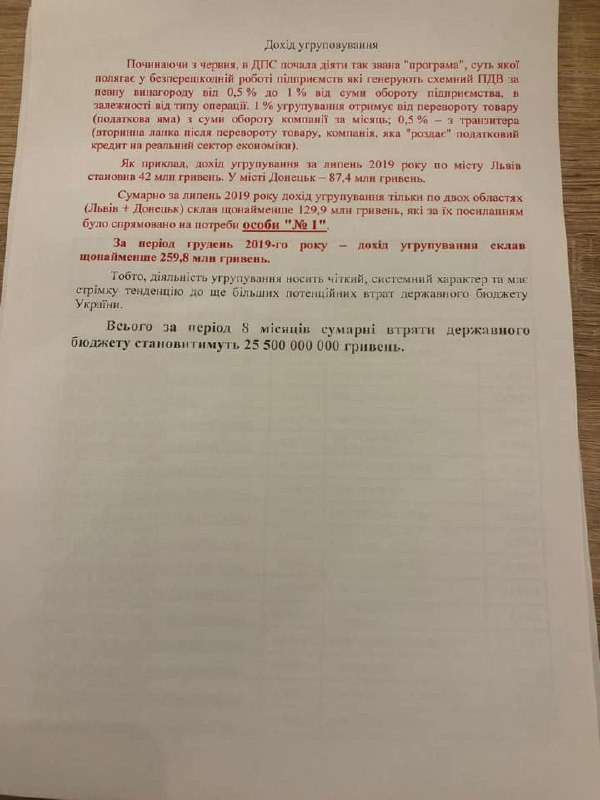 Дохід угруповування
Починаючи з червня, в ДПС почала діяти так звана "програма", суть якої
полягає у безперешкодній роботі підприємств які генерують схемний ПДВ за
певну винагороду від 0,5 % до 1 % від суми обороту підприємства, в
залежності від типу операції. 1 % угрупування отримує від перевороту товару
(податкова яма) з суми обороту компанії за місяць; 0,5 % – з транзитера
(вторинна ланка після перевороту товару, компанія, яка "роздає" податковий
кредит на реальний сектор економіки).
Як приклад, дохід угрупування за липень 2019 року по місту Львів
становив 42 млн гривень. У місті Донецьк – 87,4 млн гривень.
Сумарно за липень 2019 року дохід угрупування тільки по двох областях
(Львів + Донецьк) склав щонайменше 129,9 млн гривень, які за їх посиланням
було спрямовано на потреби особи "№ 1".
За період грудень 2019-го року – дохід угрупування склав
щонайменше 259,8 млн гривень.
Тобто, діяльність угрупування носить чіткий, системний характер та має
стрімку тенденцію до ще більших потенційних втрат державного бюджету
України.
Всього за період 8 місяців сумарні втрати державного
бюджету становитимуть 25 500 000 000 гривень.